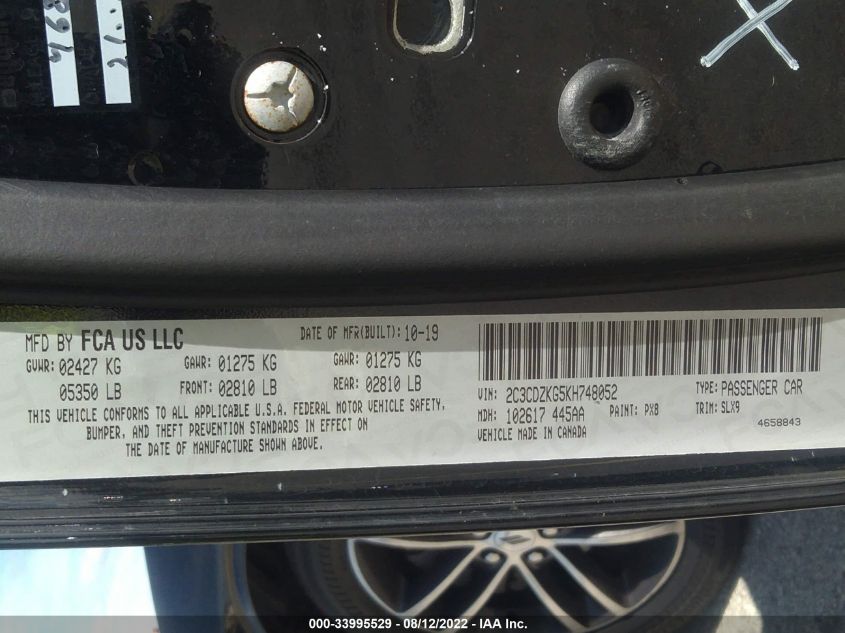 MFD BY FCA US LLC
DATE OF MFR(BUILT): 10-19
GVWR: 02427 KG
GAWR: 01275 KG
GAWR: 01275 KG
05350 LB
FRONT: 02810 LB
REAR: 02810 LB
THIS VEHICLE CONFORMS TO ALL APPLICABLE U.S.A. FEDERAL MOTOR VEHICLE SAFETY,
BUMPER, AND THEFT PREVENTION STANDARDS IN EFFECT ON
THE DATE OF MANUFACTURE SHOWN ABOVE.
VIN: 2C3CDZKG5KH748052
TYPE: PASSENGER CAR
MDH: 102617 445AA
PAINT: PX8
TRIM: SLX9
VEHICLE MADE IN CANADA
4658843
000-33995529 - 08/12/2022 - IAA Inc.